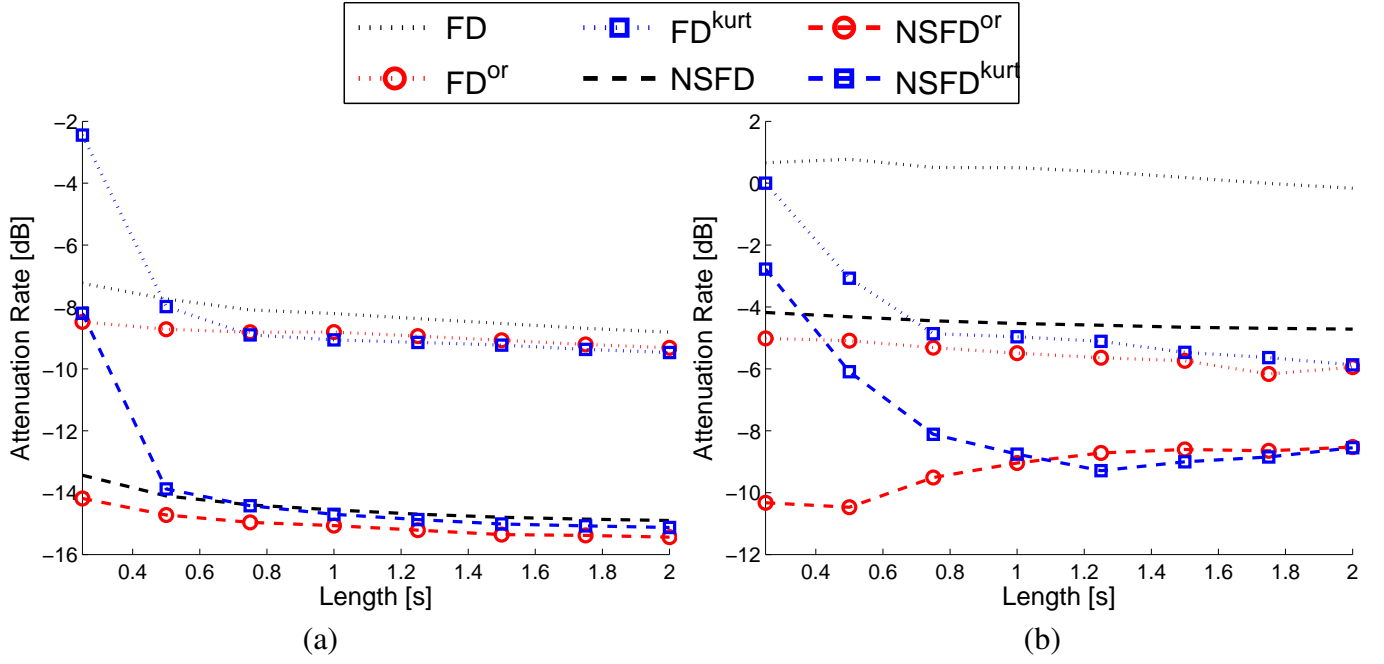 FD FD^kurt NSFD^or
FD^or NSFD NSFD^kurt
−2
−4
−6
−8
−10
−12
−14
−16
Attenuation Rate [dB]
0.4 0.6 0.8 1 1.2 1.4 1.6 1.8 2
Length [s]
(a)
2
0
−2
−4
−6
−8
−10
−12
Attenuation Rate [dB]
0.4 0.6 0.8 1 1.2 1.4 1.6 1.8 2
Length [s]
(b)